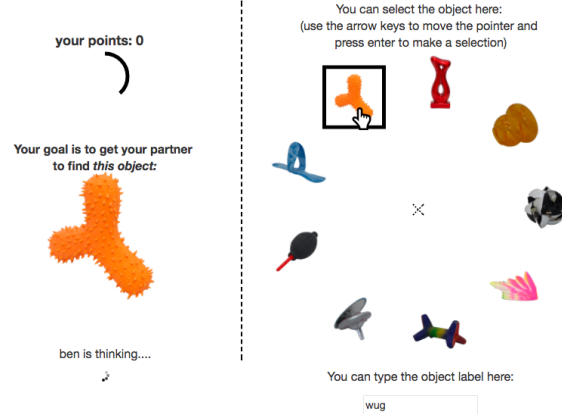 your points: 0
Your goal is to get your partner
to find this object:
ben is thinking....
You can select the object here:
(use the arrow keys to move the pointer and
press enter to make a selection)
You can type the object label here:
wug